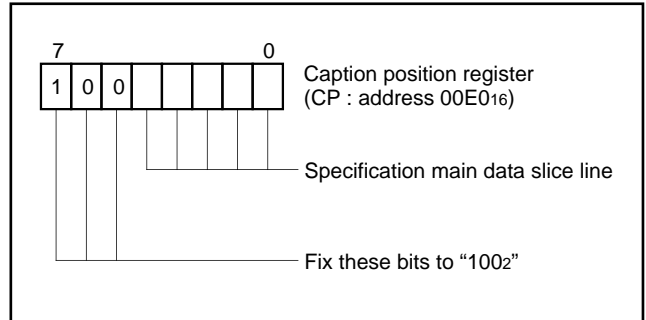 7 0
1 0 0
Caption position register
(CP : address 00E016)
Specification main data slice line
Fix these bits to “1002”